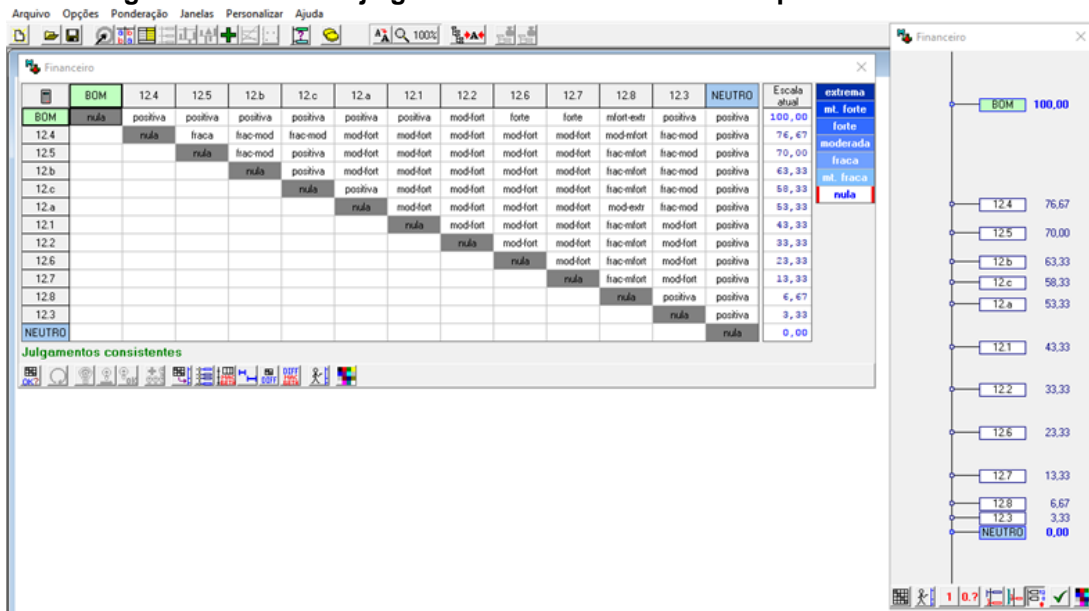 Arquivo Opções Ponderação Janelas Personalizar Ajuda
100%
Financeiro
BOM 12.4 12.5 12.b 12.c 12.a 12.1 12.2 12.6 12.7 12.8 12.3 NEUTRO Escala atual
BOM nula positiva positiva positiva positiva positiva positiva mod-fort forte forte mfort-extr positiva positiva 100,00
12.4 nula fraca frac-mod frac-mod mod-fort mod-fort mod-fort mod-fort mod-fort mod-mfort frac-mod positiva 76,67
12.5 nula frac-mod positiva mod-fort mod-fort mod-fort mod-fort mod-fort frac-mfort frac-mod positiva 70,00
12.b nula positiva mod-fort mod-fort mod-fort mod-fort mod-fort frac-mfort frac-mod positiva 63,33
12.c nula positiva mod-fort mod-fort mod-fort mod-fort frac-mfort frac-mod positiva 58,33
12.a nula mod-fort mod-fort mod-fort mod-fort mod-extr frac-mod positiva 53,33
12.1 nula mod-fort mod-fort mod-fort frac-mfort mod-fort positiva 43,33
12.2 nula mod-fort mod-fort frac-mfort mod-fort positiva 33,33
12.6 nula mod-fort frac-mfort mod-fort positiva 23,33
12.7 nula frac-mfort mod-fort positiva 13,33
12.8 nula positiva positiva 6,67
12.3 nula positiva 3,33
NEUTRO nula 0,00
Julgamentos consistentes
extrema
mt. forte
forte
moderada
fraca
mt. fraca
nula
Financeiro
BOM 100,00
12.4 76,67
12.5 70,00
12.b 63,33
12.c 58,33
12.a 53,33
12.1 43,33
12.2 33,33
12.6 23,33
12.7 13,33
12.8 6,67
12.3 3,33
NEUTRO 0,00
1 0.?